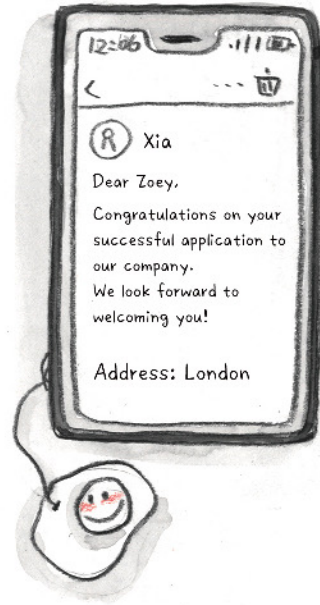 12:06
R Xia
Dear Zoey,
Congratulations on your
successful application to
our company.
We look forward to
welcoming you!
Address: London